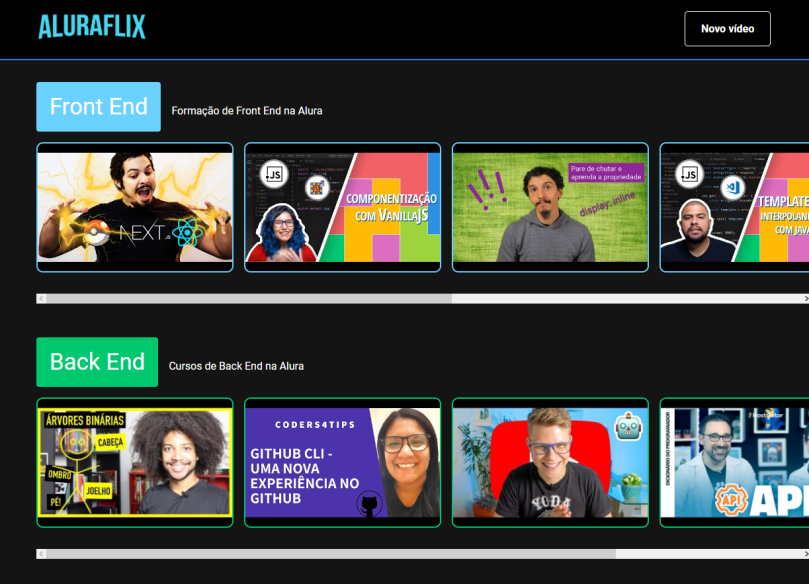 ALURAFLIX
Novo vídeo
Front End
Formação de Front End na Alura
JS
NEXT.JS
COMPONENTIZAÇÃO
COM VANILLAJS
Pare de chutar e
aprenda a propriedade
display: inline
!!!
JS
TEMPLATE
INTERPOLAN
COM JAVA
Back End
Cursos de Back End na Alura
ÁRVORES BINÁRIAS
CABEÇA
OMBRO
JOELHO
PÉ!
CODERS4TIPS
GITHUB CLI -
UMA NOVA
EXPERIÊNCIA NO
GITHUB
YODA
DICIONÁRIO DO PROGRAMADOR
API
API